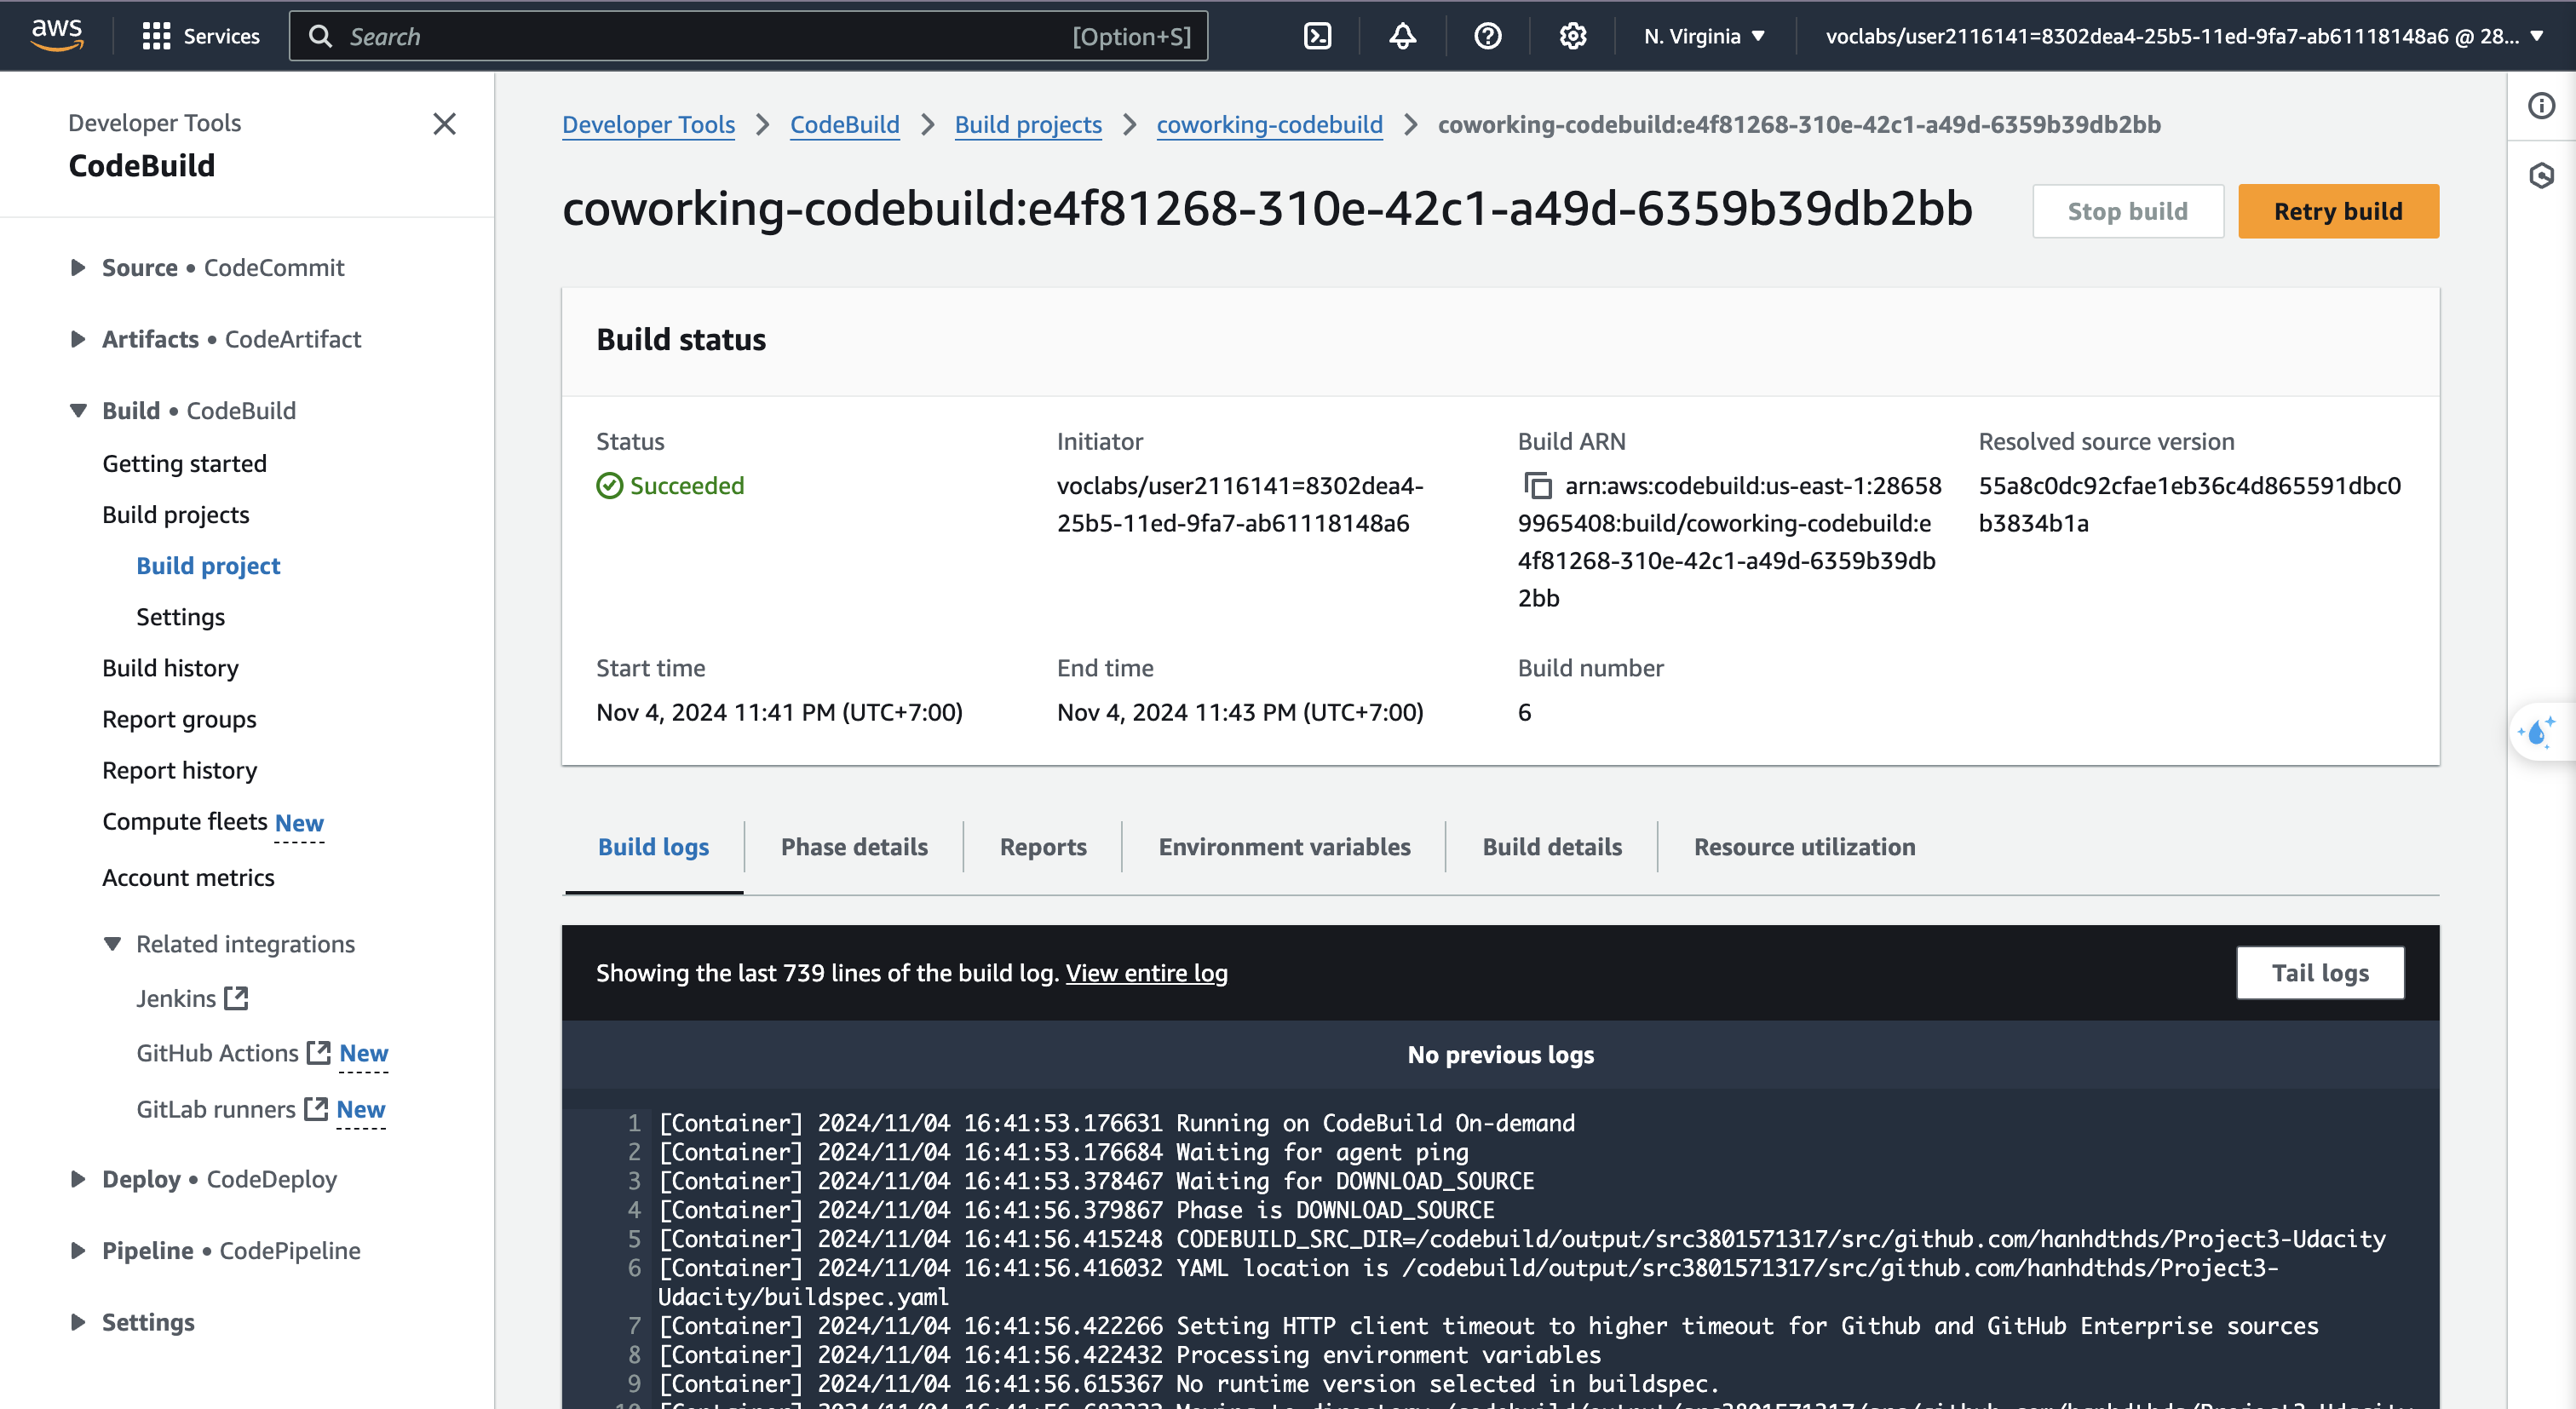 aws
Services
Search
[Option+S]
N. Virginia
voclabs/user2116141=8302dea4-25b5-11ed-9fa7-ab61118148a6 @ 28...
Developer Tools
CodeBuild
Source • CodeCommit
Artifacts • CodeArtifact
Build • CodeBuild
Getting started
Build projects
Build project
Settings
Build history
Report groups
Report history
Compute fleets New
Account metrics
Related integrations
Jenkins
GitHub Actions New
GitLab runners New
Deploy • CodeDeploy
Pipeline • CodePipeline
Settings
Developer Tools > CodeBuild > Build projects > coworking-codebuild > coworking-codebuild:e4f81268-310e-42c1-a49d-6359b39db2bb
coworking-codebuild:e4f81268-310e-42c1-a49d-6359b39db2bb
Stop build
Retry build
Build status
Status
Succeeded
Initiator
voclabs/user2116141=8302dea4-
25b5-11ed-9fa7-ab61118148a6
Build ARN
arn:aws:codebuild:us-east-1:28658
9965408:build/coworking-codebuild:e
4f81268-310e-42c1-a49d-6359b39db
2bb
Resolved source version
55a8c0dc92cfae1eb36c4d865591dbc0
b3834b1a
Start time
Nov 4, 2024 11:41 PM (UTC+7:00)
End time
Nov 4, 2024 11:43 PM (UTC+7:00)
Build number
6
Build logs
Phase details
Reports
Environment variables
Build details
Resource utilization
Showing the last 739 lines of the build log. View entire log
Tail logs
No previous logs
1 [Container] 2024/11/04 16:41:53.176631 Running on CodeBuild On-demand
2 [Container] 2024/11/04 16:41:53.176684 Waiting for agent ping
3 [Container] 2024/11/04 16:41:53.378467 Waiting for DOWNLOAD_SOURCE
4 [Container] 2024/11/04 16:41:56.379867 Phase is DOWNLOAD_SOURCE
5 [Container] 2024/11/04 16:41:56.415248 CODEBUILD_SRC_DIR=/codebuild/output/src3801571317/src/github.com/hanhdthds/Project3-Udacity
6 [Container] 2024/11/04 16:41:56.416032 YAML location is /codebuild/output/src3801571317/src/github.com/hanhdthds/Project3-
Udacity/buildspec.yaml
7 [Container] 2024/11/04 16:41:56.422266 Setting HTTP client timeout to higher timeout for Github and GitHub Enterprise sources
8 [Container] 2024/11/04 16:41:56.422432 Processing environment variables
9 [Container] 2024/11/04 16:41:56.615367 No runtime version selected in buildspec.